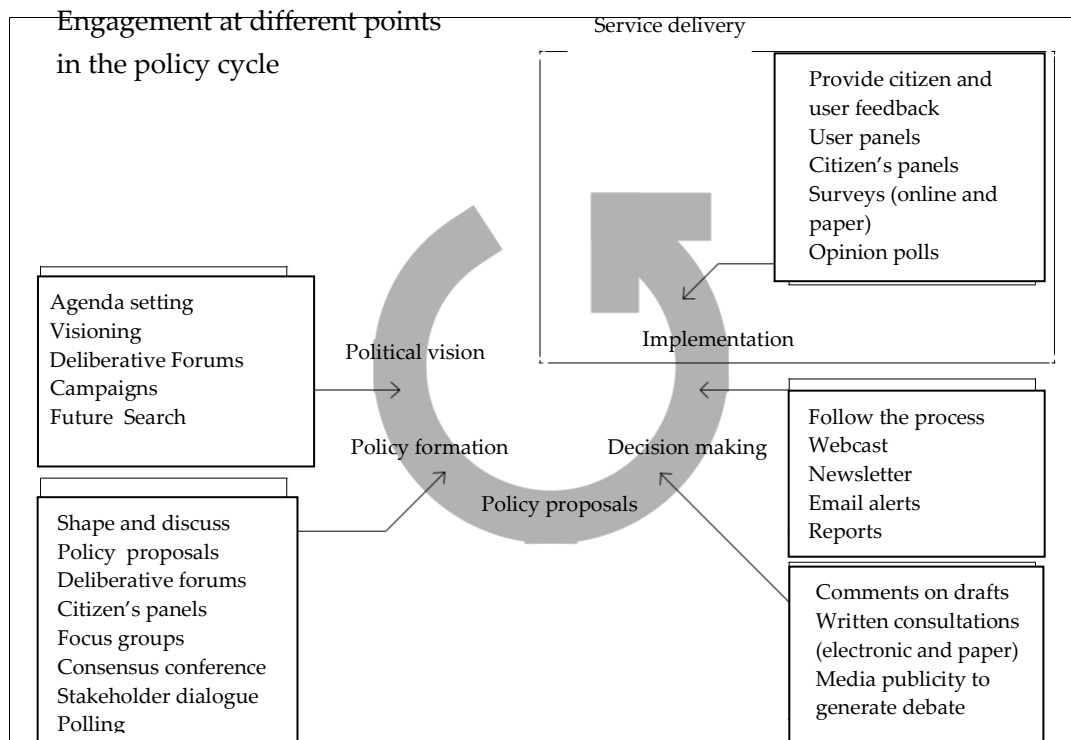 Engagement at different points
in the policy cycle
Service delivery
Provide citizen and
user feedback
User panels
Citizen’s panels
Surveys (online and
paper)
Opinion polls
Agenda setting
Visioning
Deliberative Forums
Campaigns
Future Search
Political vision
Implementation
Policy formation
Decision making
Policy proposals
Follow the process
Webcast
Newsletter
Email alerts
Reports
Shape and discuss
Policy proposals
Deliberative forums
Citizen’s panels
Focus groups
Consensus conference
Stakeholder dialogue
Polling
Comments on drafts
Written consultations
(electronic and paper)
Media publicity to
generate debate